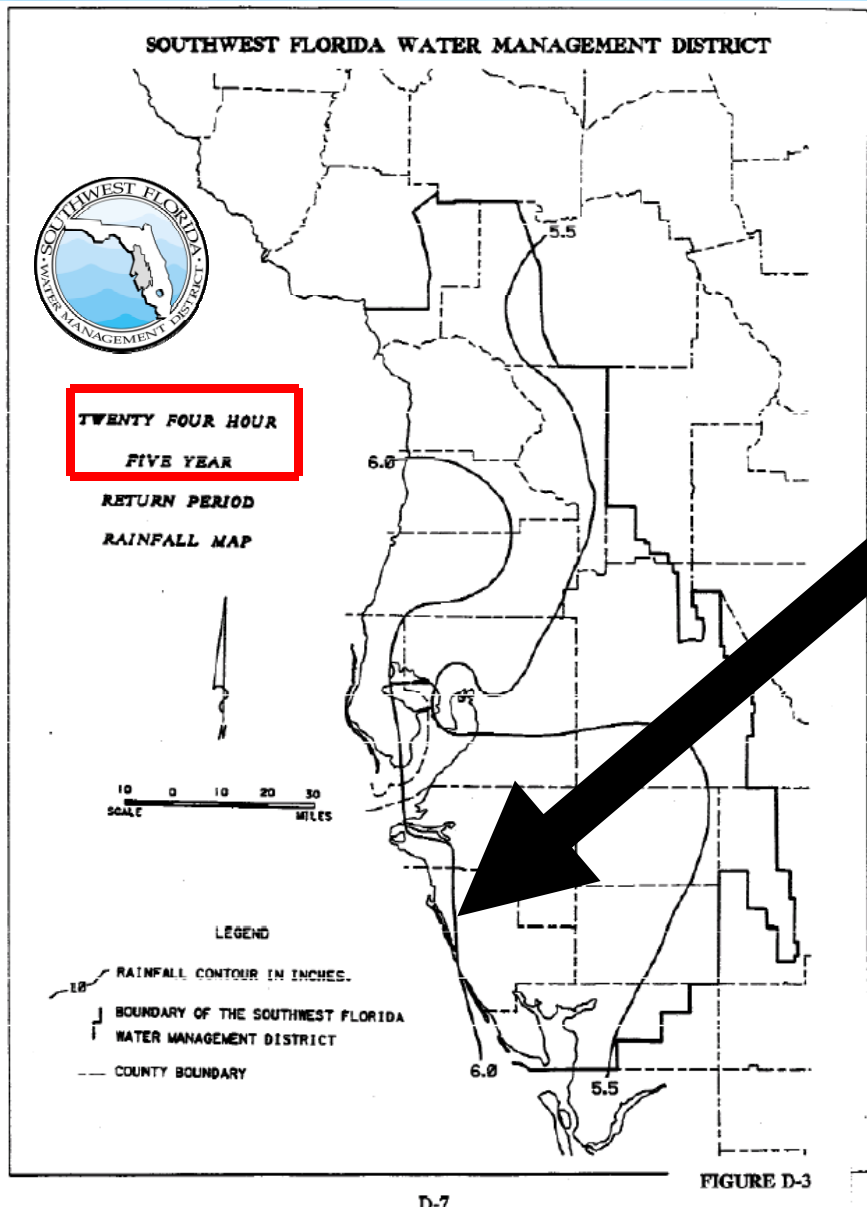 SOUTHWEST FLORIDA WATER MANAGEMENT DISTRICT
SOUTHWEST FLORIDA
WATER MANAGEMENT DISTRICT
5.5
TWENTY FOUR HOUR
FIVE YEAR
RETURN PERIOD
RAINFALL MAP
6.0
N
10 0 10 20 30
SCALE MILES
LEGEND
RAINFALL CONTOUR IN INCHES.
BOUNDARY OF THE SOUTHWEST FLORIDA
WATER MANAGEMENT DISTRICT
COUNTY BOUNDARY
6.0
5.5
FIGURE D-3
D-7